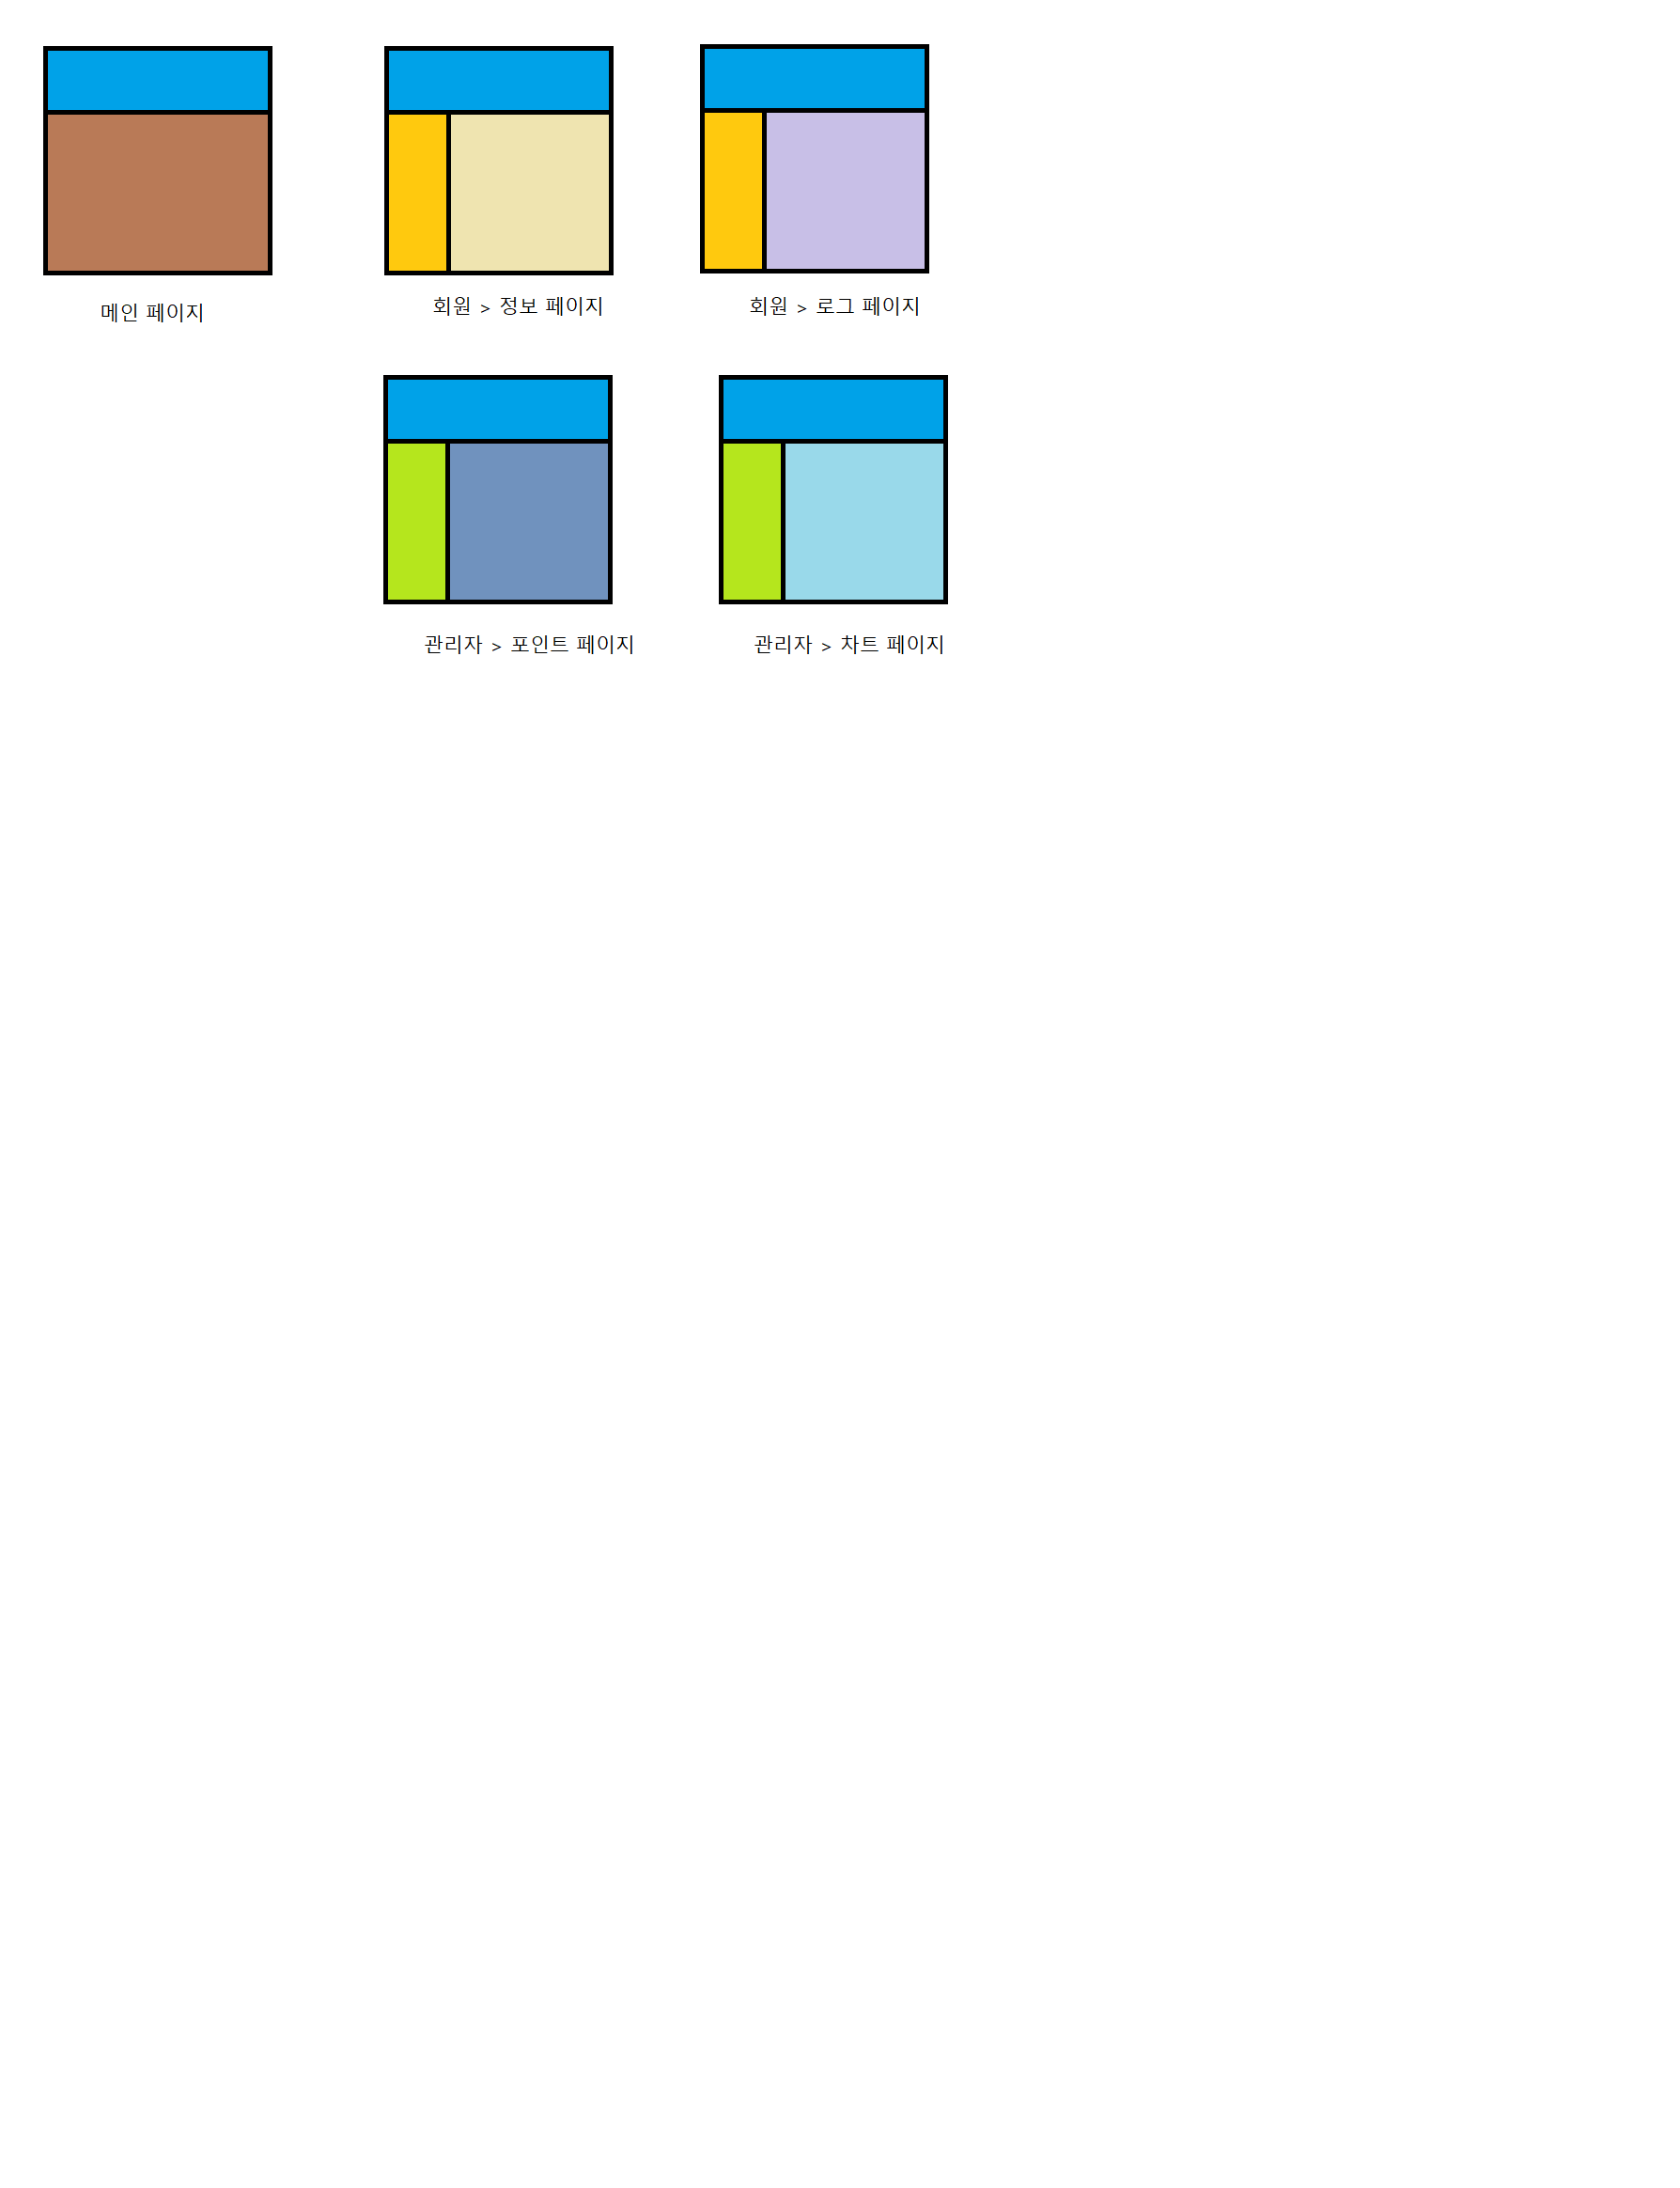 메인 페이지
회원 > 정보 페이지
회원 > 로그 페이지
관리자 > 포인트 페이지
관리자 > 차트 페이지